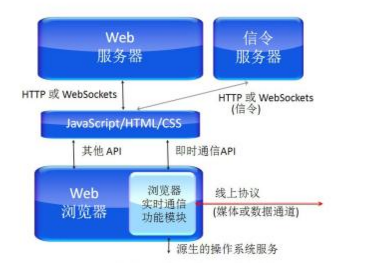 Web
服务器
信令
服务器
HTTP 或 WebSockets
HTTP 或 WebSockets
(信令)
JavaScript/HTML/CSS
其他 API
即时通信API
Web
浏览器
浏览器
实时通信
功能模块
线上协议
(媒体或数据通道)
源生的操作系统服务